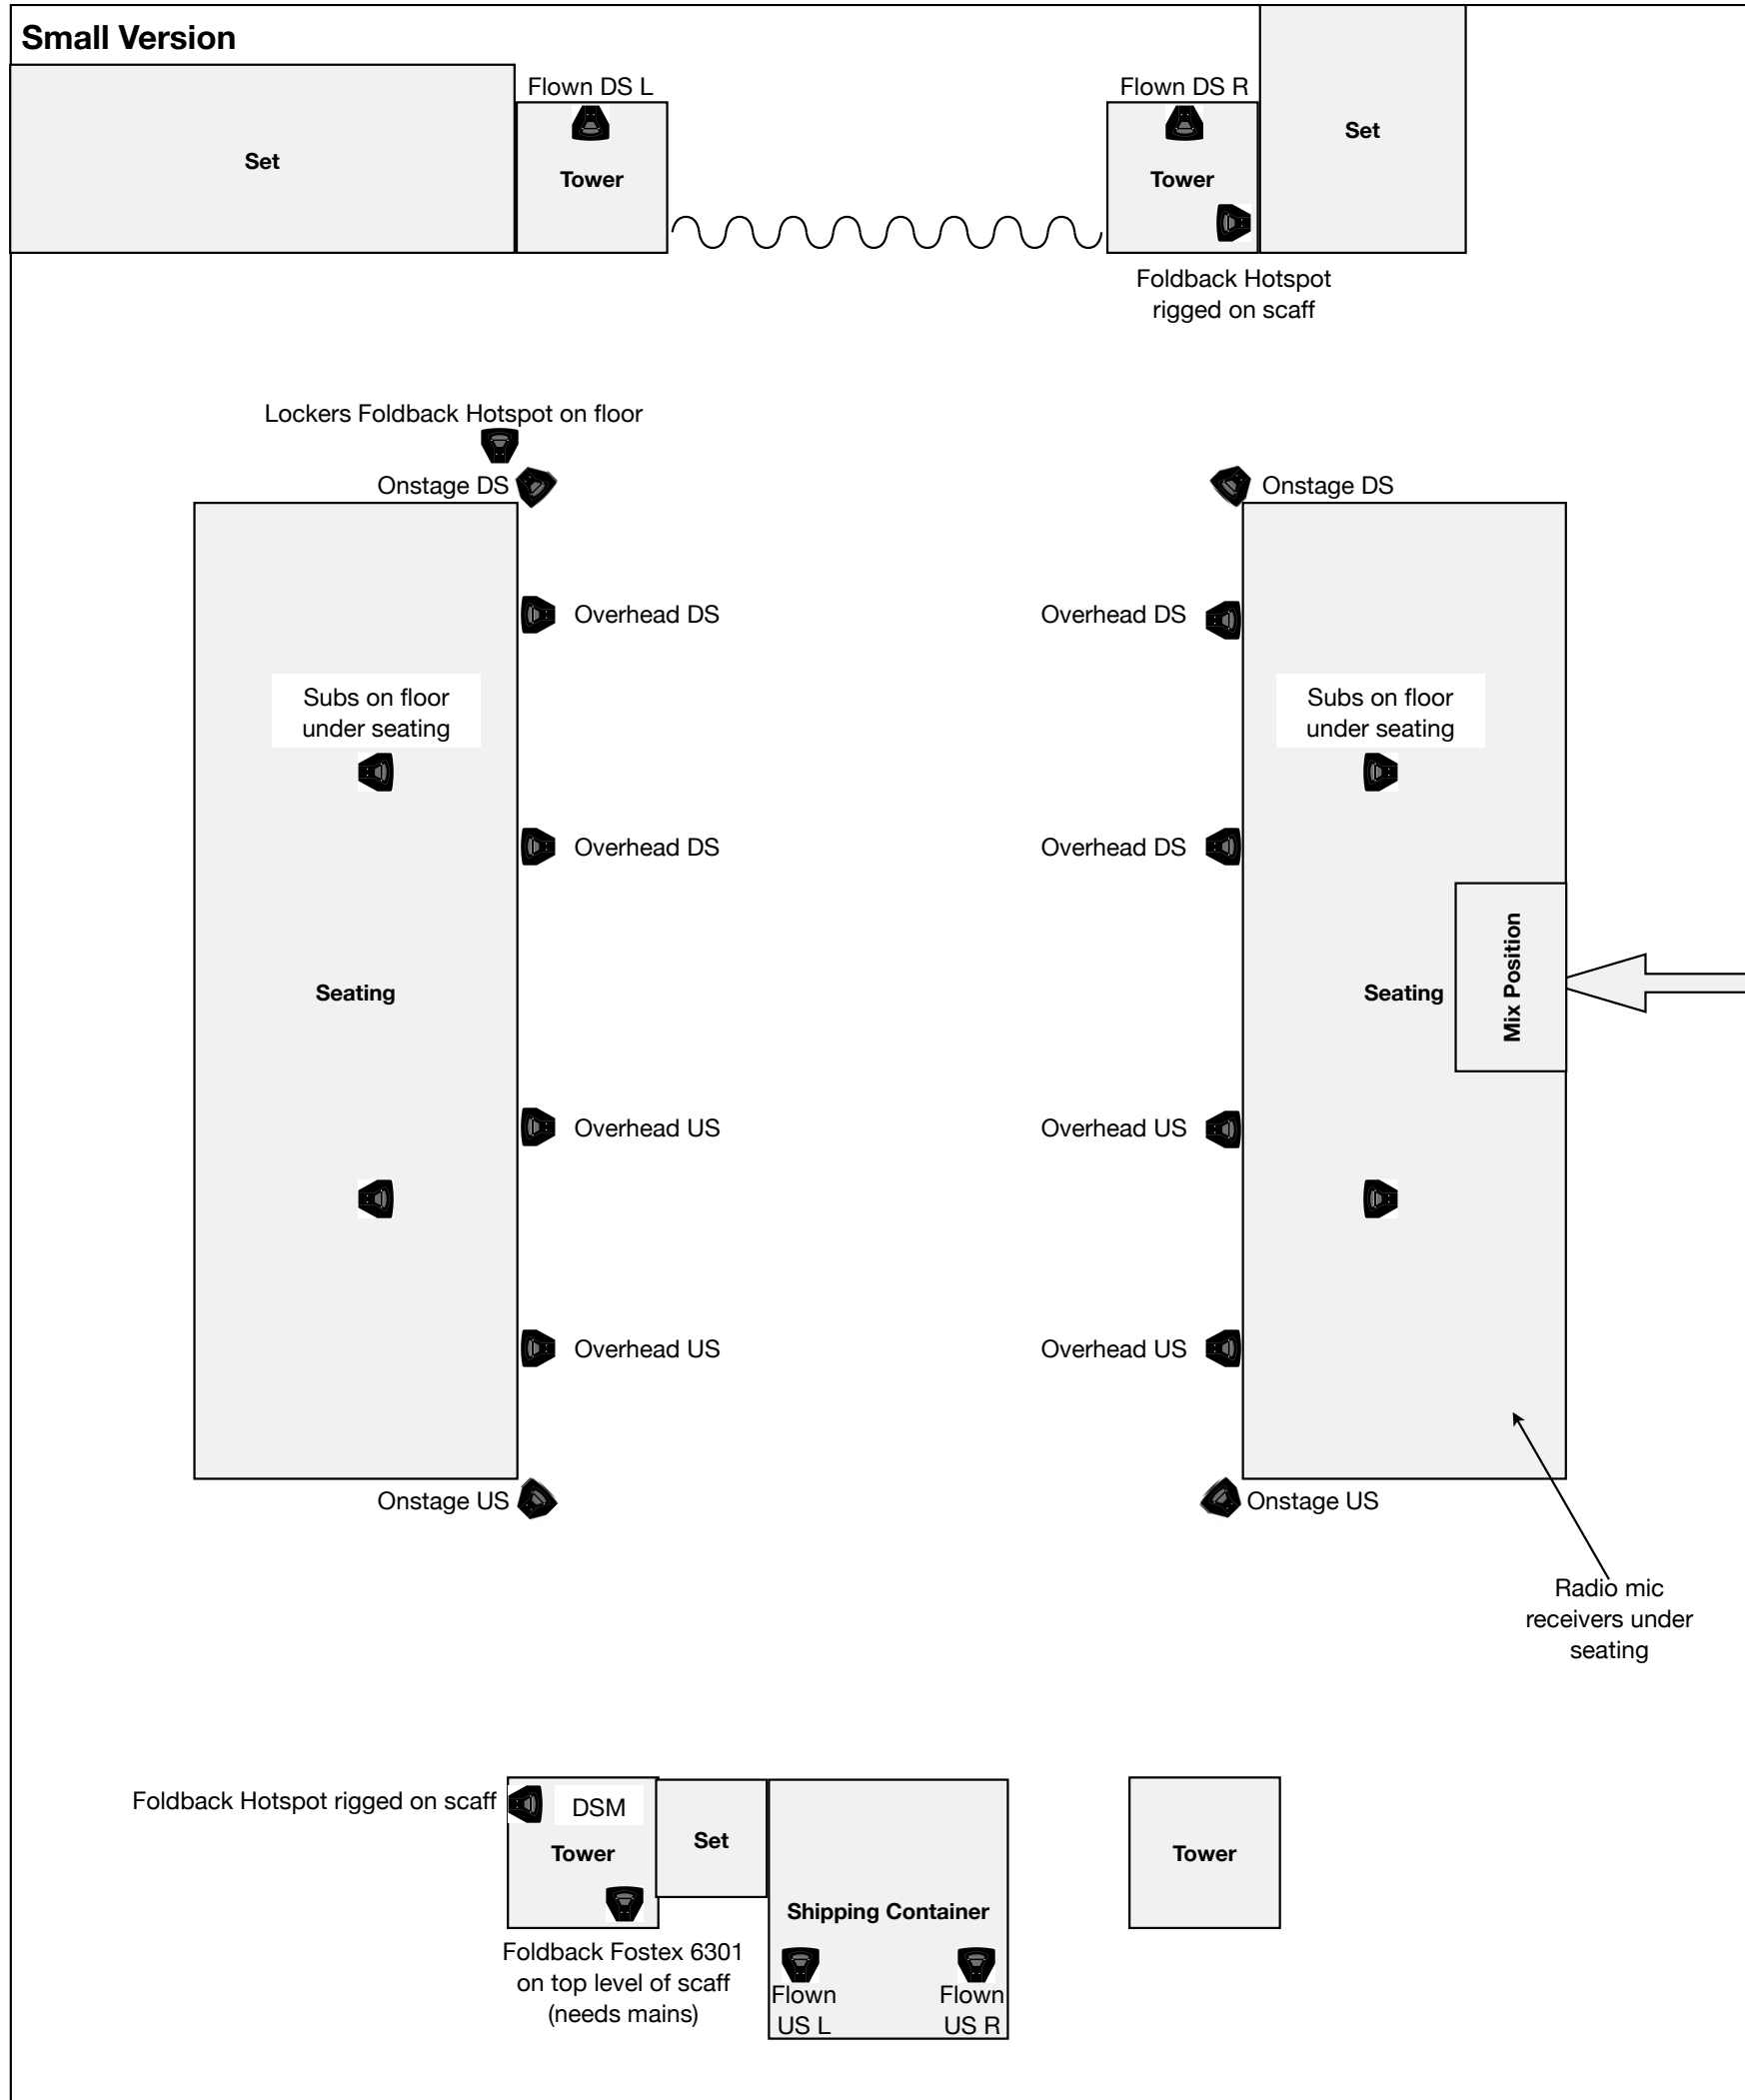 Small Version
Flown DS L
Flown DS R
Set
Set
Tower
Tower
Foldback Hotspot
rigged on scaff
Lockers Foldback Hotspot on floor
Onstage DS
Onstage DS
Overhead DS
Overhead DS
Subs on floor
under seating
Subs on floor
under seating
Overhead DS
Overhead DS
Seating
Seating
Mix Position
Overhead US
Overhead US
Overhead US
Overhead US
Onstage US
Onstage US
Radio mic
receivers under
seating
Foldback Hotspot rigged on scaff
DSM
Tower
Set
Tower
Shipping Container
Foldback Fostex 6301
on top level of scaff
(needs mains)
Flown
US L
Flown
US R